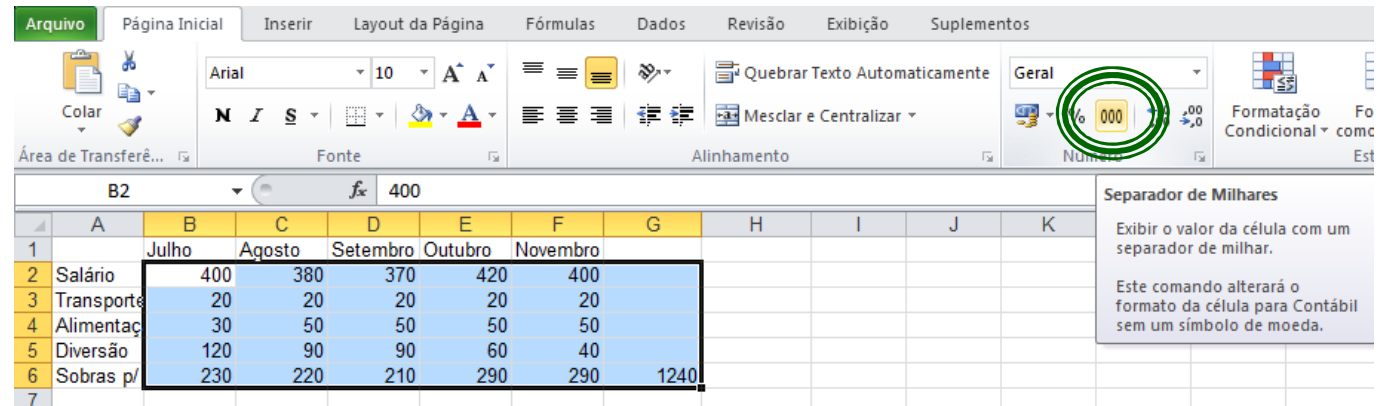 Arquivo Página Inicial Inserir Layout da Página Fórmulas Dados Revisão Exibição Suplementos
Colar
Arial 10 A A
N I S A
Quebrar Texto Automaticamente
Mesclar e Centralizar
Geral
% 000 ,00
,0
Formatação
Condicional
Fo
como
Área de Transferê... Fonte Alinhamento Número Est
B2 fx 400
A B C D E F G H I J K
1 Julho Agosto Setembro Outubro Novembro
2 Salário 400 380 370 420 400
3 Transporte 20 20 20 20 20
4 Alimentaç 30 50 50 50 50
5 Diversão 120 90 90 60 40
6 Sobras p/ 230 220 210 290 290 1240
7
Separador de Milhares
Exibir o valor da célula com um
separador de milhar.
Este comando alterará o
formato da célula para Contábil
sem um símbolo de moeda.